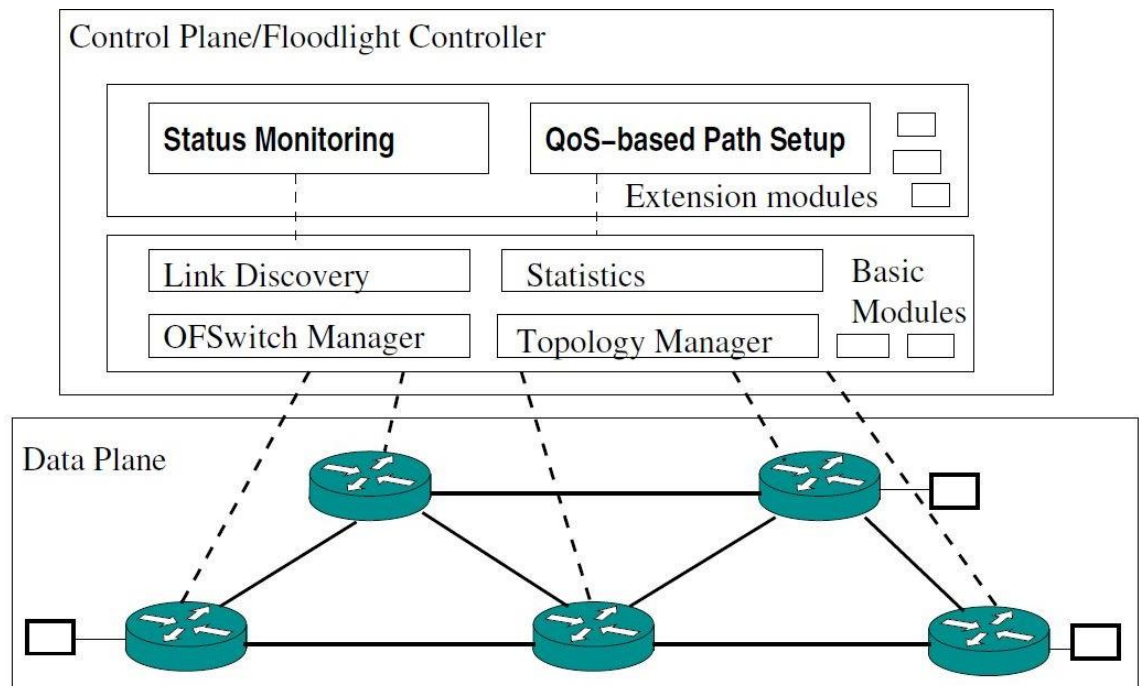 Control Plane/Floodlight Controller
Status Monitoring
QoS−based Path Setup
Extension modules
Link Discovery
Statistics
Basic
Modules
OFSwitch Manager
Topology Manager
Data Plane